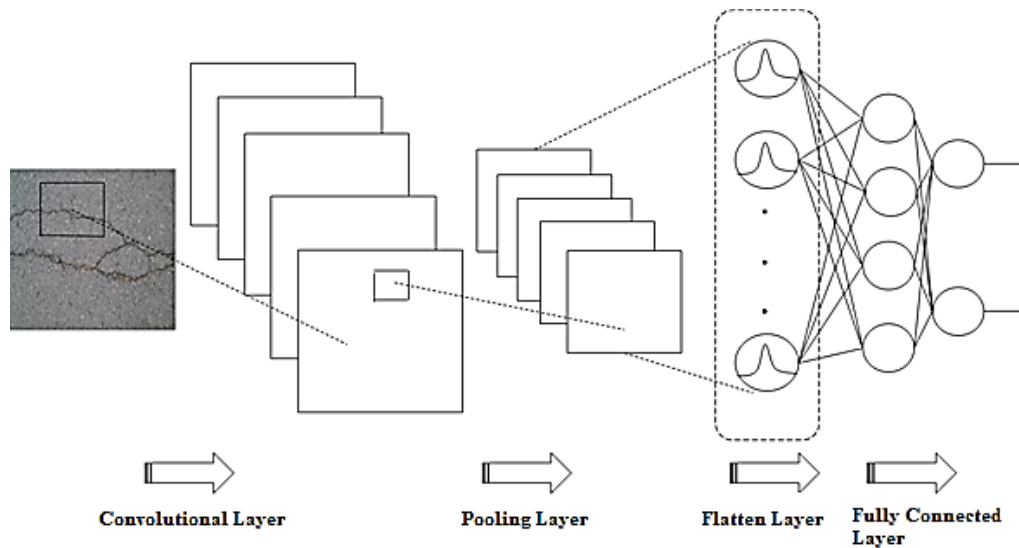 Convolutional Layer
Pooling Layer
Flatten Layer
Fully Connected
Layer